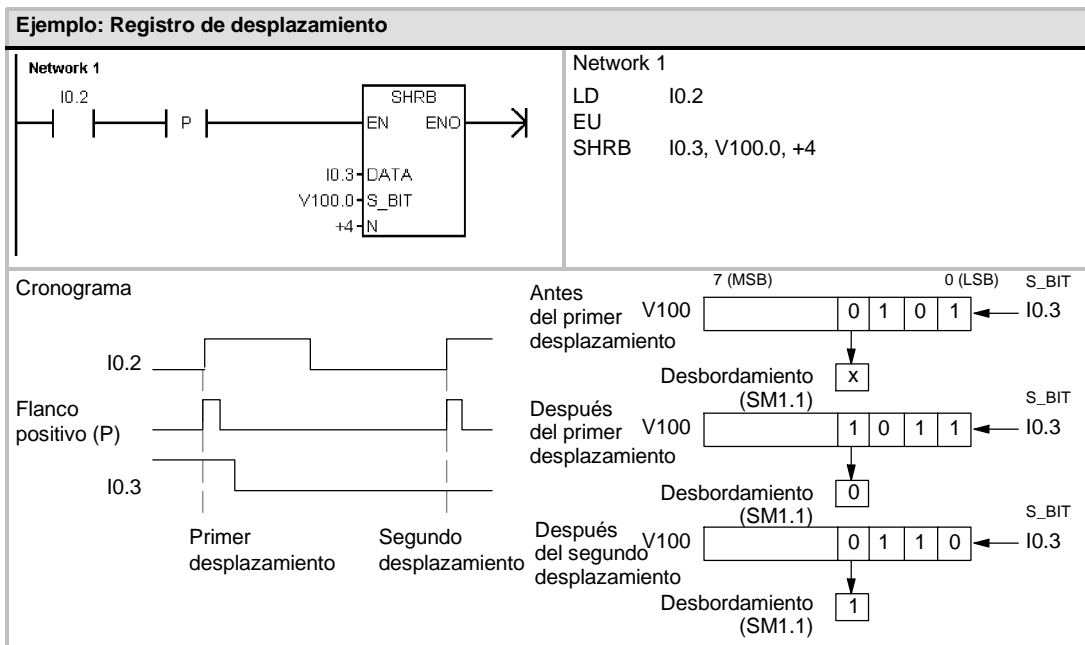 Ejemplo: Registro de desplazamiento
Network 1
I0.2
P
SHRB
EN ENO
I0.3 DATA
V100.0 S_BIT
+4 N
Network 1
LD I0.2
EU
SHRB I0.3, V100.0, +4
Cronograma
I0.2
Flanco
positivo (P)
I0.3
Primer
desplazamiento
Segundo
desplazamiento
7 (MSB) 0 (LSB) S_BIT
Antes
del primer
desplazamiento
V100 0 1 0 1 I0.3
Desbordamiento
(SM1.1)
x
S_BIT
Después
del primer
desplazamiento
V100 1 0 1 1 I0.3
Desbordamiento
(SM1.1)
0
S_BIT
Después
del segundo
desplazamiento
V100 0 1 1 0 I0.3
Desbordamiento
(SM1.1)
1